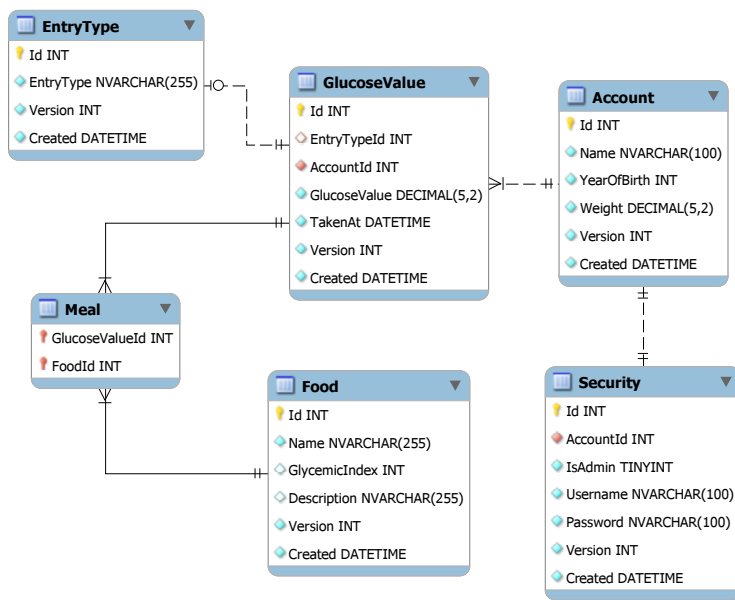 EntryType
Id INT
EntryType NVARCHAR(255)
Version INT
Created DATETIME
GlucoseValue
Id INT
EntryTypeId INT
AccountId INT
GlucoseValue DECIMAL(5,2)
TakenAt DATETIME
Version INT
Created DATETIME
Account
Id INT
Name NVARCHAR(100)
YearOfBirth INT
Weight DECIMAL(5,2)
Version INT
Created DATETIME
Meal
GlucoseValueId INT
FoodId INT
Food
Id INT
Name NVARCHAR(255)
GlycemicIndex INT
Description NVARCHAR(255)
Version INT
Created DATETIME
Security
Id INT
AccountId INT
IsAdmin TINYINT
Username NVARCHAR(100)
Password NVARCHAR(100)
Version INT
Created DATETIME